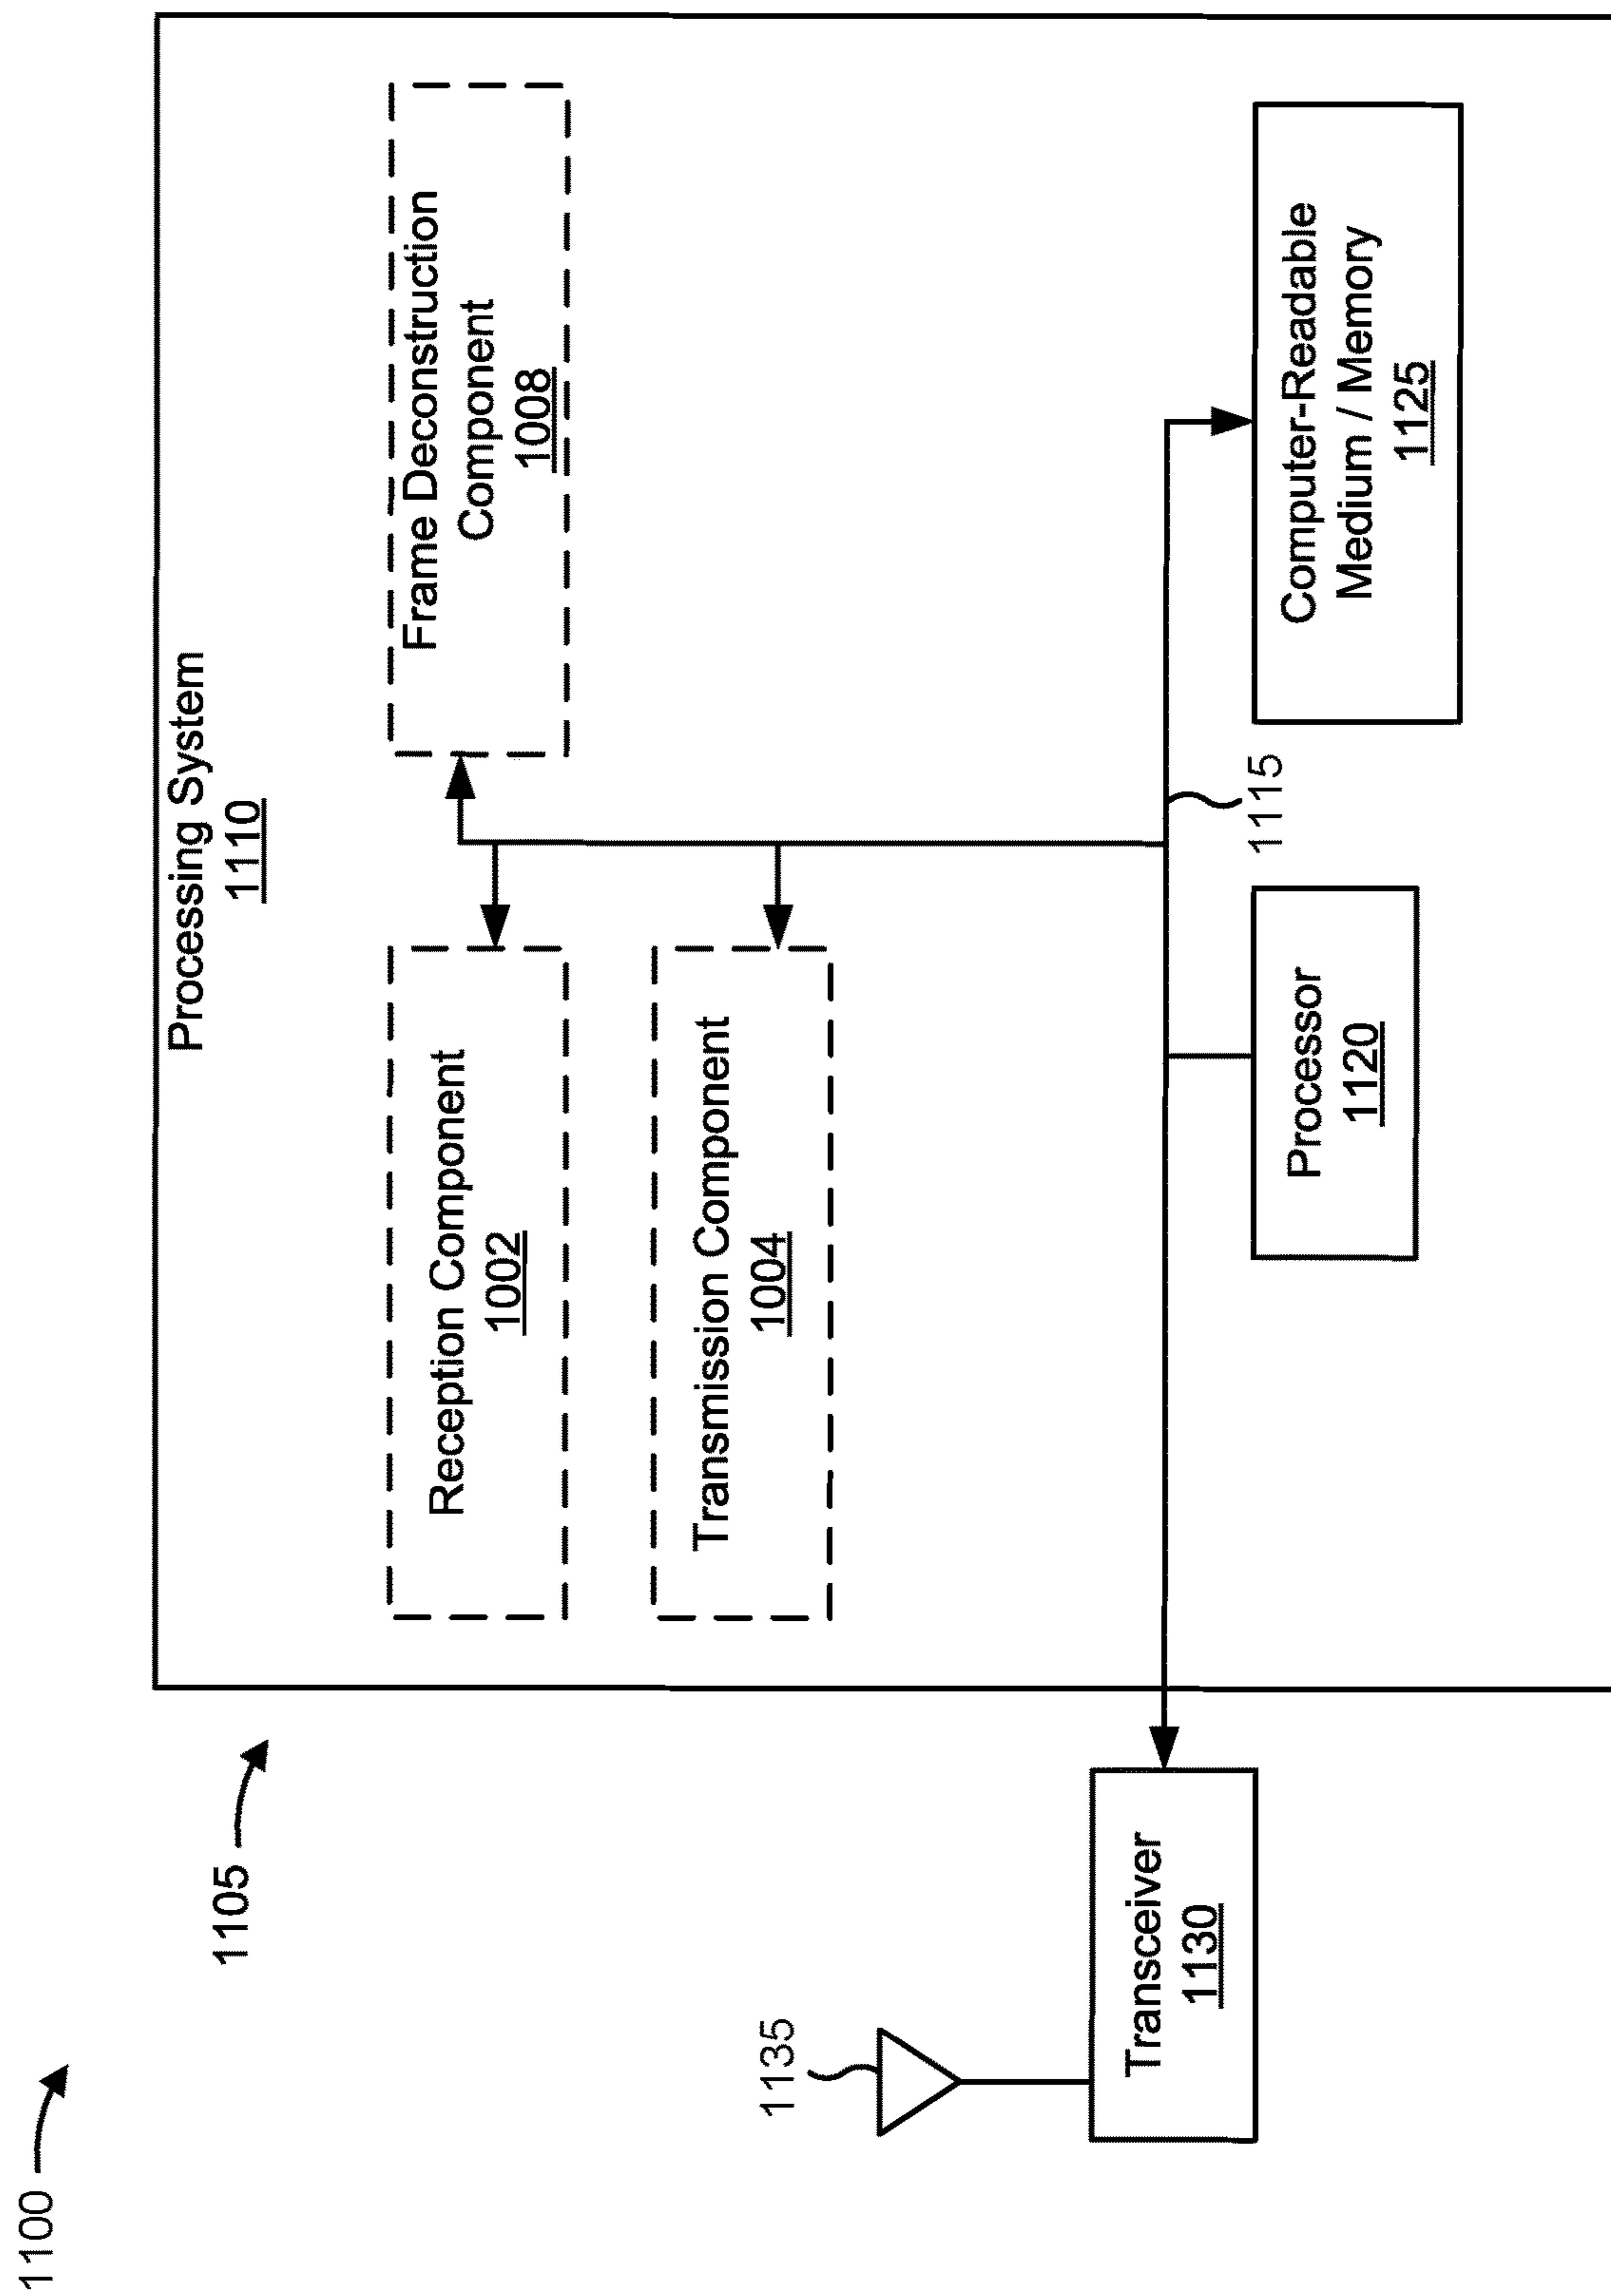 1100
1105
Processing System
1110
Reception Component
1002
Frame Deconstruction
Component
1008
Transmission Component
1004
1135
Transceiver
1130
1115
Processor
1120
Computer-Readable
Medium / Memory
1125